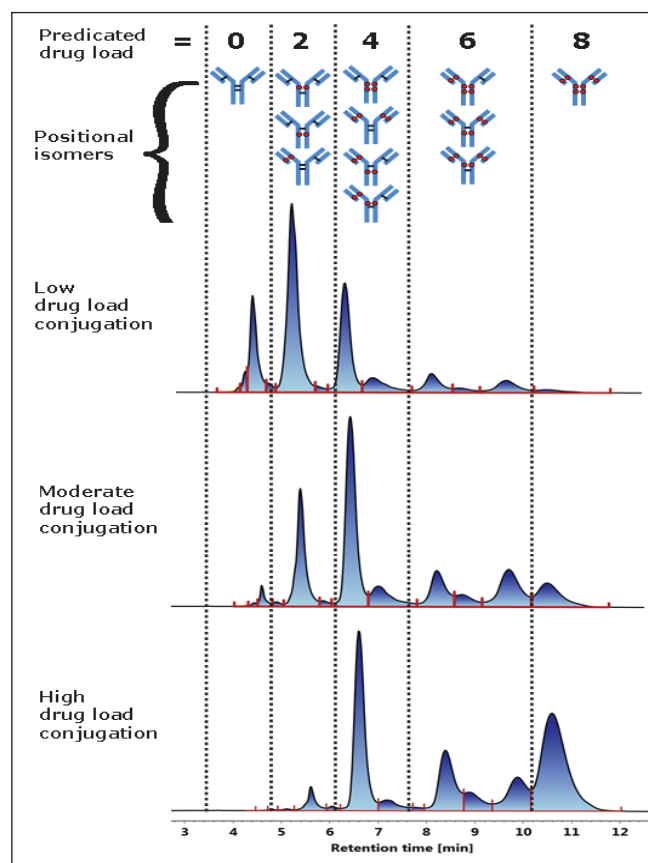 Predicated
drug load
= 0 2 4 6 8
Positional
isomers
Low
drug load
conjugation
Moderate
drug load
conjugation
High
drug load
conjugation
3 4 5 6 7 8 9 10 11 12
Retention time [min]